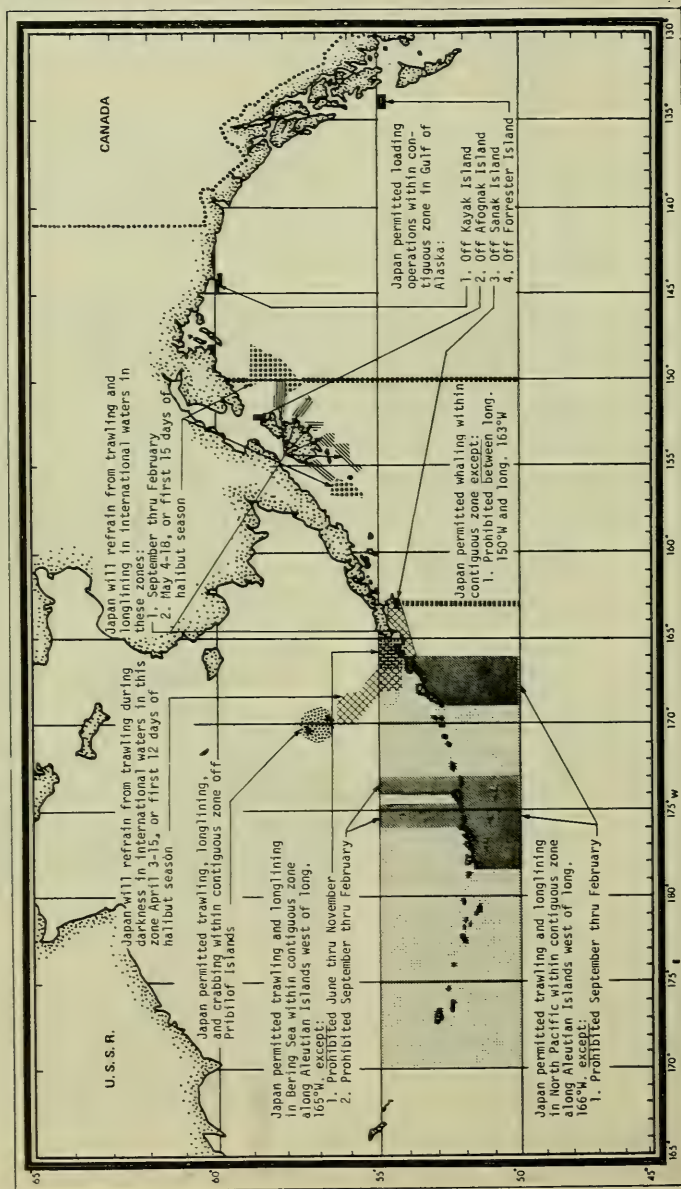 U.S.S.R.
CANADA
Japan will refrain from trawling during
darkness in international waters in this
zone April 3-15, or first 12 days of
halibut season
Japan will refrain from trawling and
longlining in international waters in
these zones:
1. September thru February
2. May 4-18, or first 15 days of
halibut season
Japan permitted trawling, longlining,
and crabbing within contiguous zone off
Pribilof Islands
Japan permitted trawling and longlining
in Bering Sea within contiguous zone
along Aleutian Islands west of long.
165°W. except:
1. Prohibited June thru November
2. Prohibited September thru February
Japan permitted trawling and longlining
in North Pacific within contiguous zone
along Aleutian Islands west of long.
166°W. except:
1. Prohibited September thru February
Japan permitted whaling within
contiguous zone except:
1. Prohibited between long.
150°W and long. 163°W
Japan permitted loading
operations within con-
tiguous zone in Gulf of
Alaska:
1. Off Kayak Island
2. Off Afognak Island
3. Off Sanak Island
4. Off Forrester Island
65°
60°
55°
50°
45°
65°
60°
55°
50°
45°
165° E 170° 175° 180° 175° W 170° 165° 160° 155° 150° 145° 140° 135° 130°